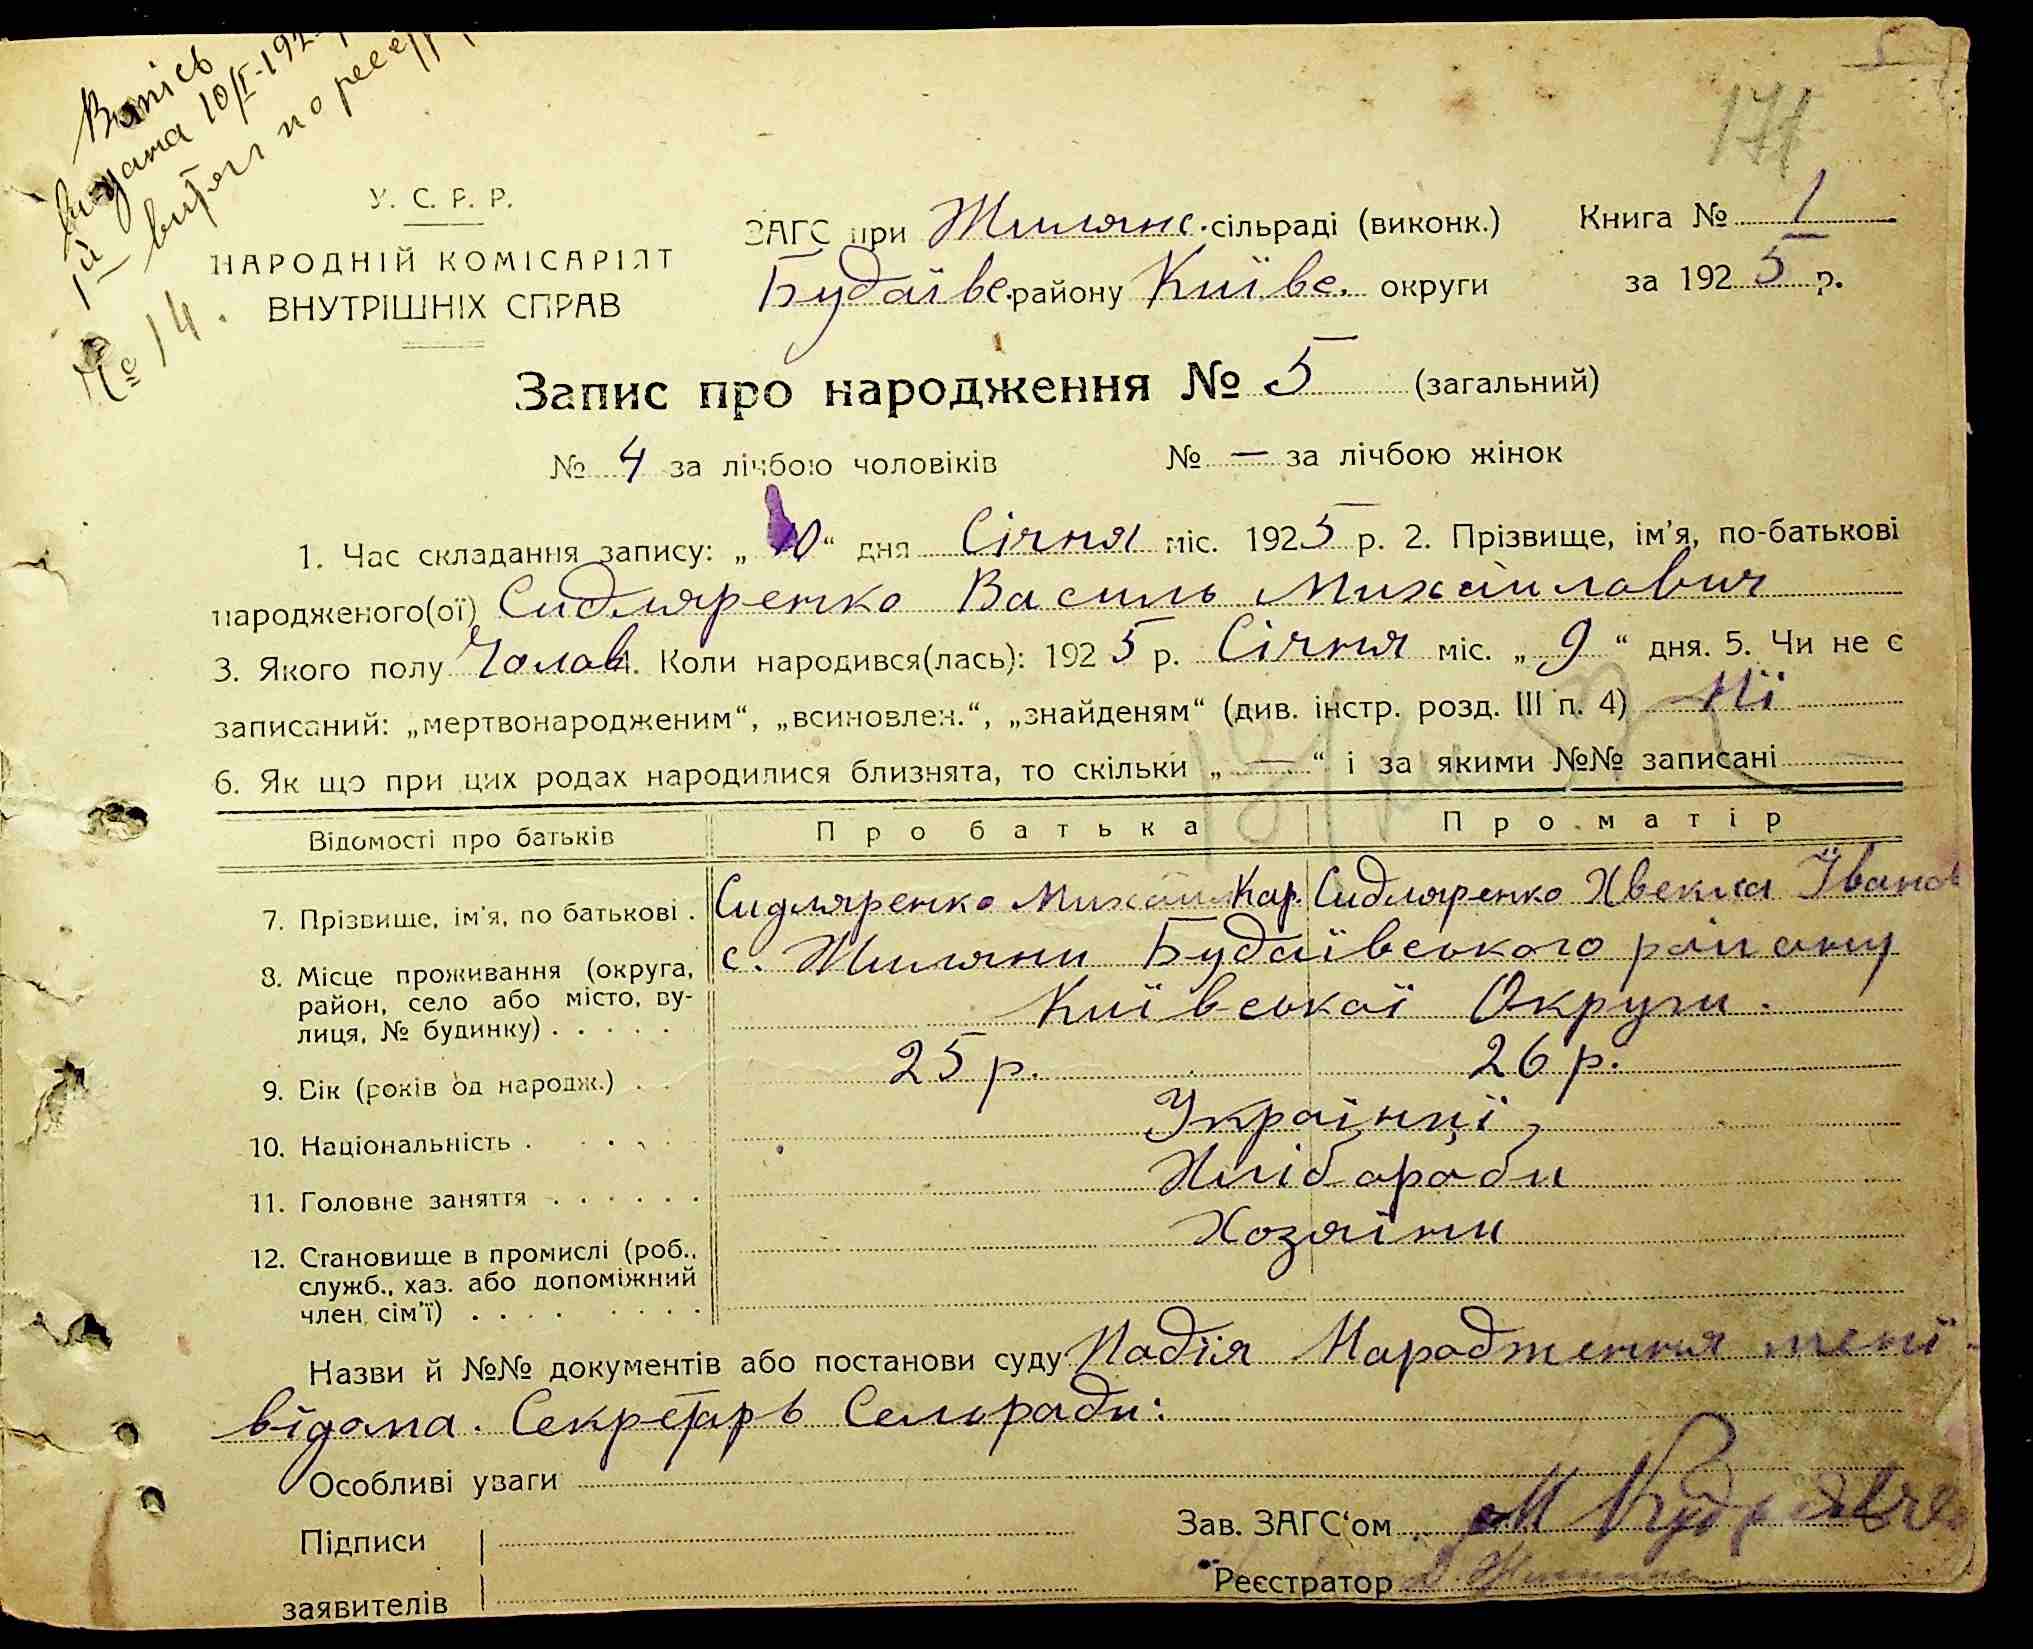 171
Випісь
видана 10/I-192
1й витяг по реєстр
№ 14.
У. С. Р. Р.
НАРОДНІЙ КОМІСАРІЯТ
ВНУТРІШНІХ СПРАВ
ЗАГС при Жилянс. сільраді (виконк.)
Будаївс. району Київс. округи
Книга № 1
за 1925 р.
Запис про народження № 5 (загальний)
№ 4 за лічбою чоловіків № — за лічбою жінок
1. Час складання запису: „10“ дня Січня міс. 1925 р. 2. Прізвище, ім'я, по-батькові
народженого(ої) Сидляренко Василь Михайлович
3. Якого полу Чолов 4. Коли народився(лась): 1925 р. Січня міс. „9“ дня. 5. Чи не є
записаний: „мертвонародженим“, „всиновлен.“, „знайденям“ (див. інстр. розд. III п. 4) Ні
6. Як що при цих родах народилися близнята, то скільки „—“ і за якими №№ записані
Відомості про батьків Про батька Про матір
7. Прізвище, ім'я, по батькові . Сидляренко Михайл Кар. Сидляренко Хвекла Іванов
8. Місце проживання (округа, район, село або місто, вулиця, № будинку) . . . . . с. Жиляни Будаївського району
Київської Округи.
9. Вік (років од народж.) . . 25 р. 26 р.
10. Національність . . . . . Українці,
11. Головне заняття . . . . . . Хлібороби
12. Становище в промислі (роб., служб., хаз. або допоміжний член сім'ї) . . . . . . . . Хозяїни
Назви й №№ документів або постанови суду Подія Народження мені
відома. Секретарь Сельради:
Особливі уваги
Підписи
заявителів
Зав. ЗАГС'ом
Реєстратор